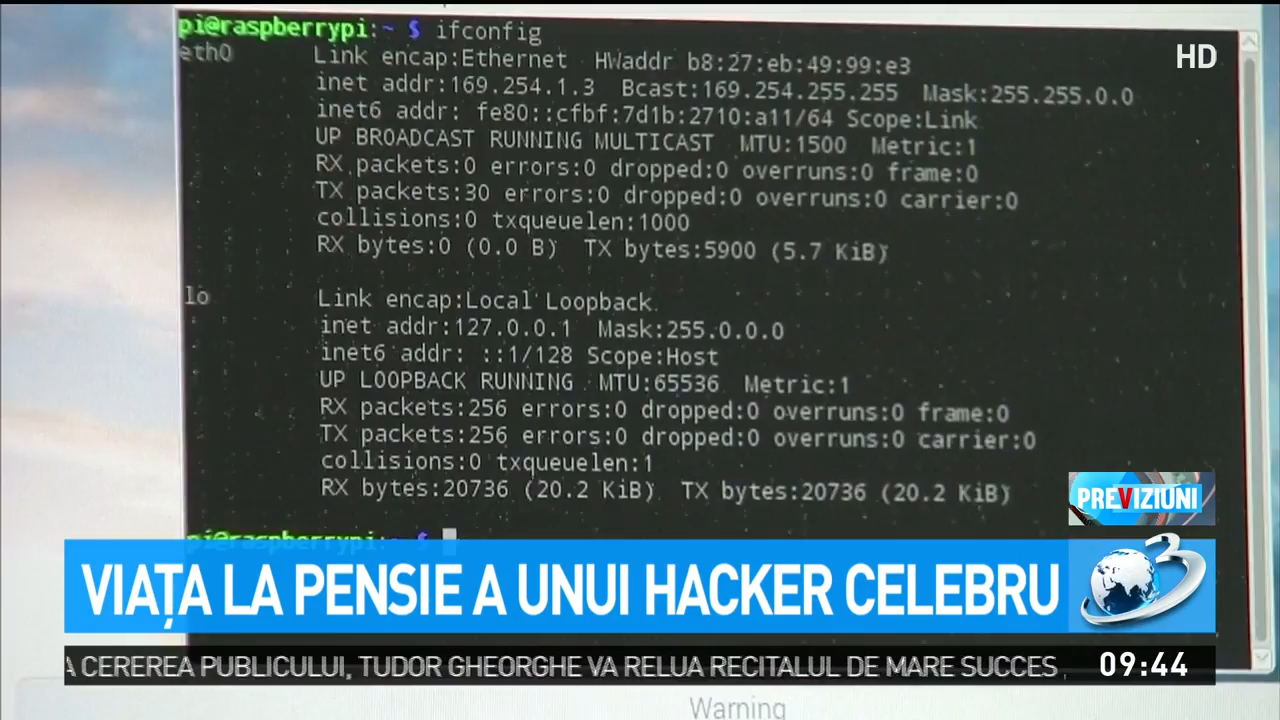 pi@raspberrypi:~ $ ifconfig
HD
eth0 Link encap:Ethernet HWaddr b8:27:eb:49:99:e3
inet addr:169.254.1.3 Bcast:169.254.255.255 Mask:255.255.0.0
inet6 addr: fe80::cfbf:7d1b:2710:a11/64 Scope:Link
UP BROADCAST RUNNING MULTICAST MTU:1500 Metric:1
RX packets:0 errors:0 dropped:0 overruns:0 frame:0
TX packets:30 errors:0 dropped:0 overruns:0 carrier:0
collisions:0 txqueuelen:1000
RX bytes:0 (0.0 B) TX bytes:5900 (5.7 KiB)
lo Link encap:Local Loopback
inet addr:127.0.0.1 Mask:255.0.0.0
inet6 addr: ::1/128 Scope:Host
UP LOOPBACK RUNNING MTU:65536 Metric:1
RX packets:256 errors:0 dropped:0 overruns:0 frame:0
TX packets:256 errors:0 dropped:0 overruns:0 carrier:0
collisions:0 txqueuelen:1
RX bytes:20736 (20.2 KiB) TX bytes:20736 (20.2 KiB)
PREVIZIUNI
pi@raspberrypi:~ $
VIAȚA LA PENSIE A UNUI HACKER CELEBRU
3
A CEREREA PUBLICULUI, TUDOR GHEORGHE VA RELUA RECITALUL DE MARE SUCCES
09:44
Warning